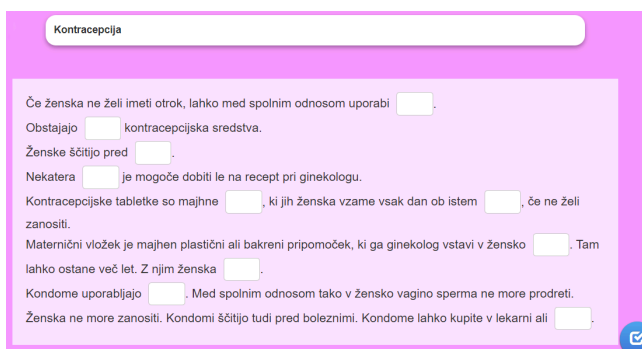 Kontracepcija
Če ženska ne želi imeti otrok, lahko med spolnim odnosom uporabi .
Obstajajo kontracepcijska sredstva.
Ženske ščitijo pred .
Nekatera je mogoče dobiti le na recept pri ginekologu.
Kontracepcijske tabletke so majhne , ki jih ženska vzame vsak dan ob istem , če ne želi
zanositi.
Maternični vložek je majhen plastični ali bakreni pripomoček, ki ga ginekolog vstavi v žensko . Tam
lahko ostane več let. Z njim ženska .
Kondome uporabljajo . Med spolnim odnosom tako v žensko vagino sperma ne more prodreti.
Ženska ne more zanositi. Kondomi ščitijo tudi pred boleznimi. Kondome lahko kupite v lekarni ali .